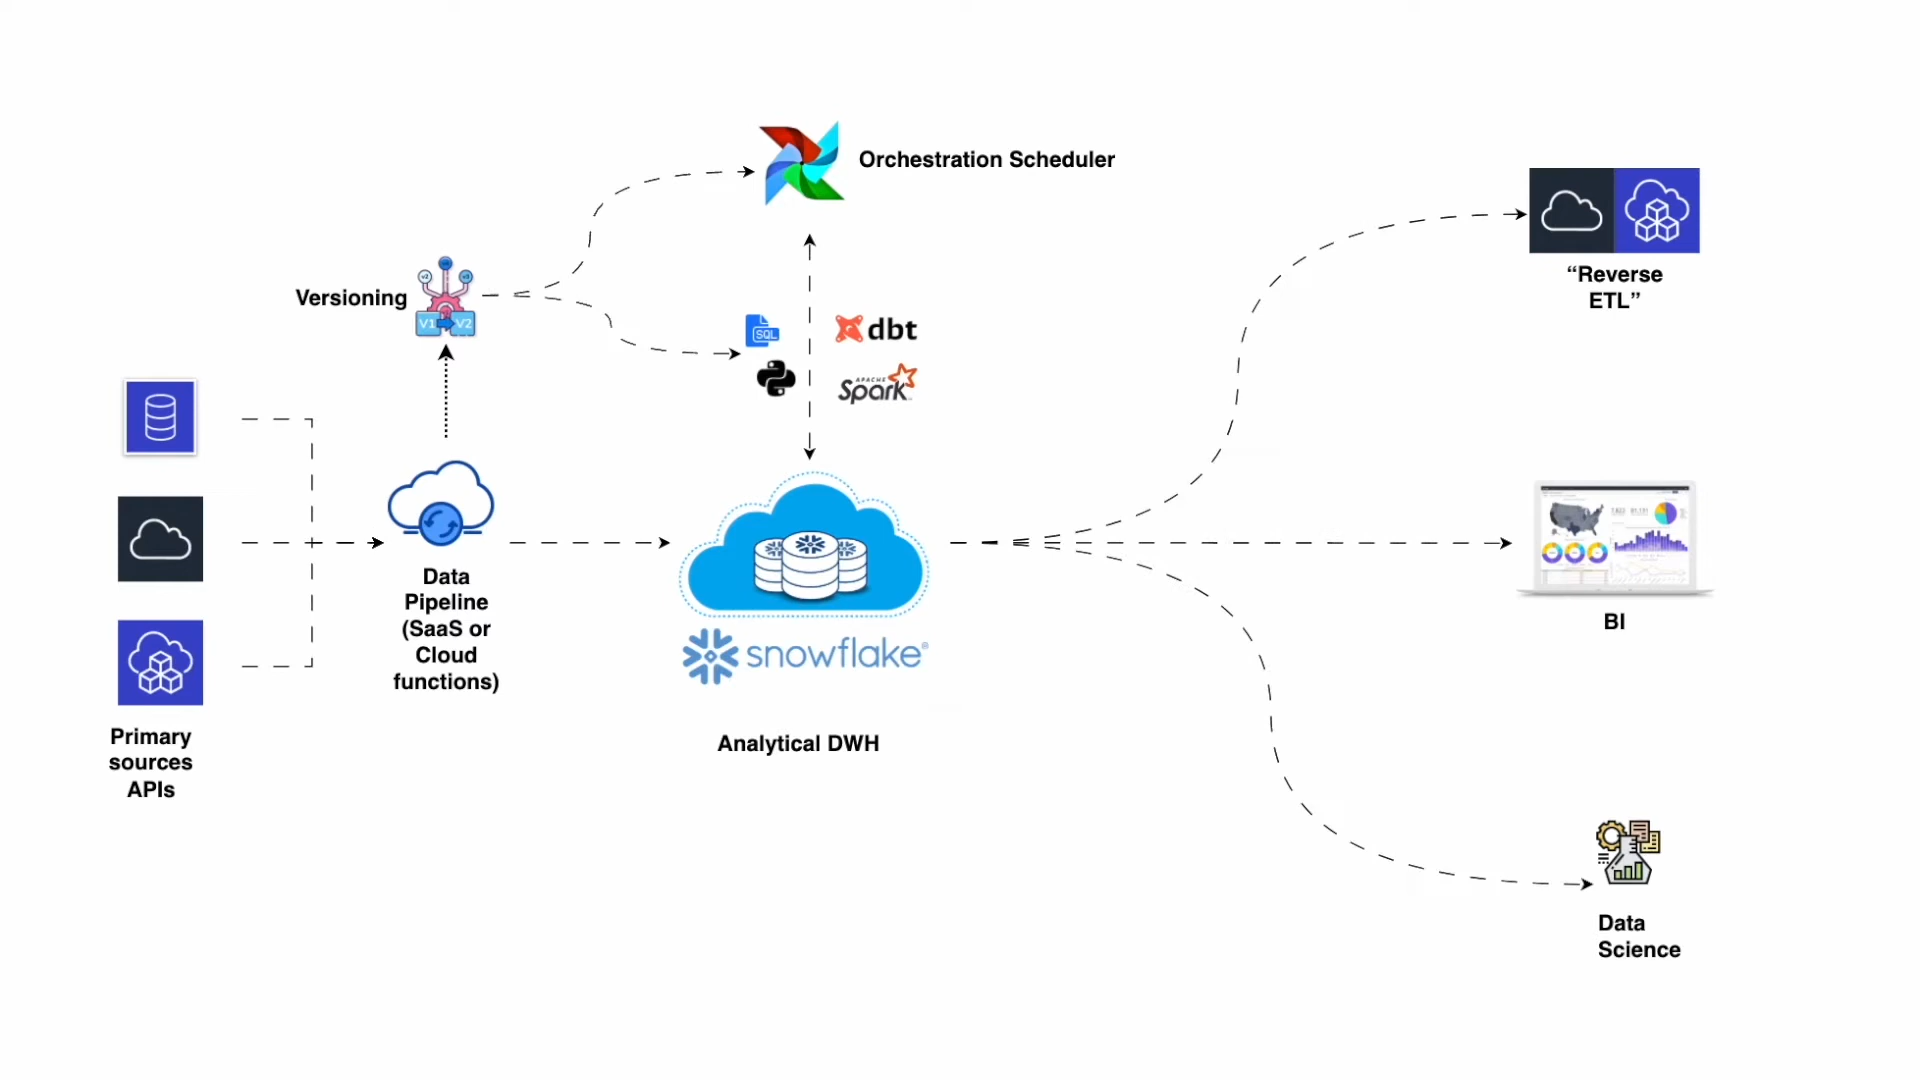 Orchestration Scheduler
“Reverse
ETL”
Versioning
v2
V1
V2
SQL
dbt
APACHE
Spark
Data
Pipeline
(SaaS or
Cloud
functions)
snowflake®
BI
Primary
sources
APIs
Analytical DWH
Data
Science